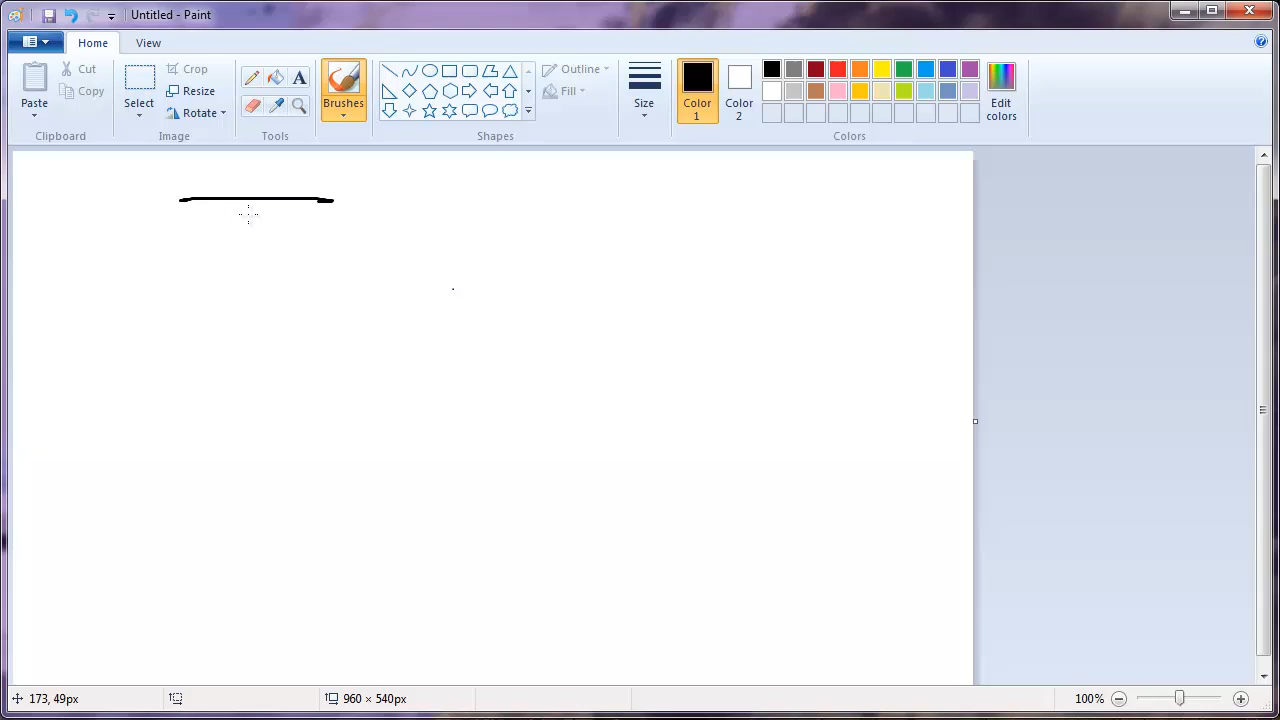 Untitled - Paint
Home View
Paste
Cut
Copy
Clipboard
Select
Crop
Resize
Rotate
Image
A
Tools
Brushes
Outline
Fill
Shapes
Size
Color 1
Color 2
Edit colors
Colors
173, 49px
960 × 540px
100%